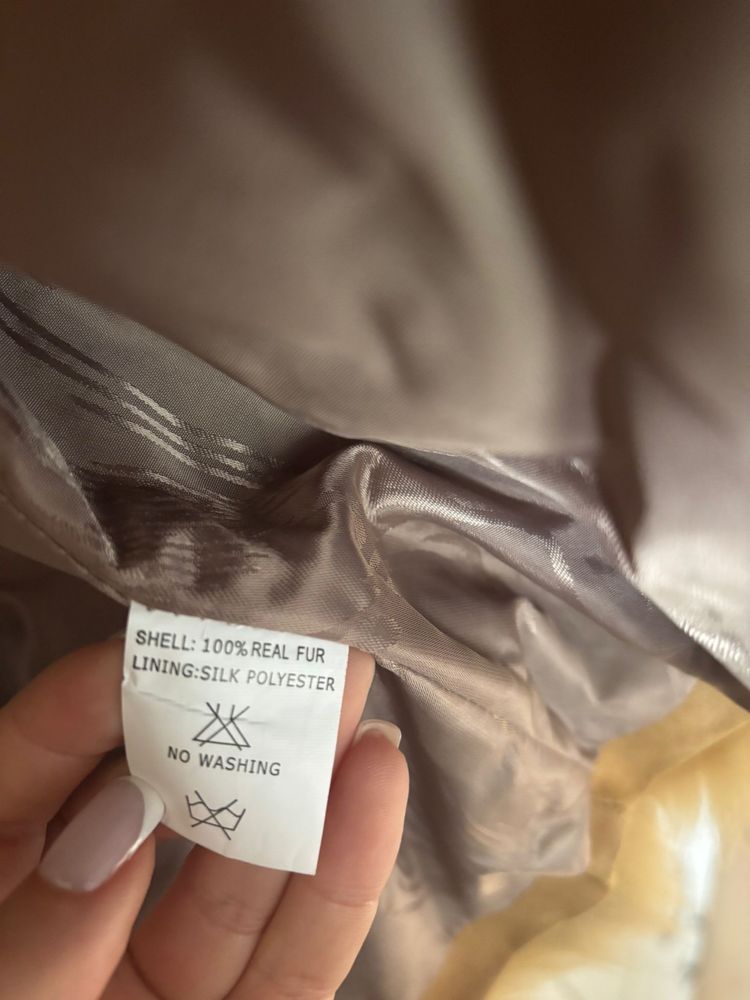 SHELL: 100% REAL FUR
LINING:SILK POLYESTER
NO WASHING